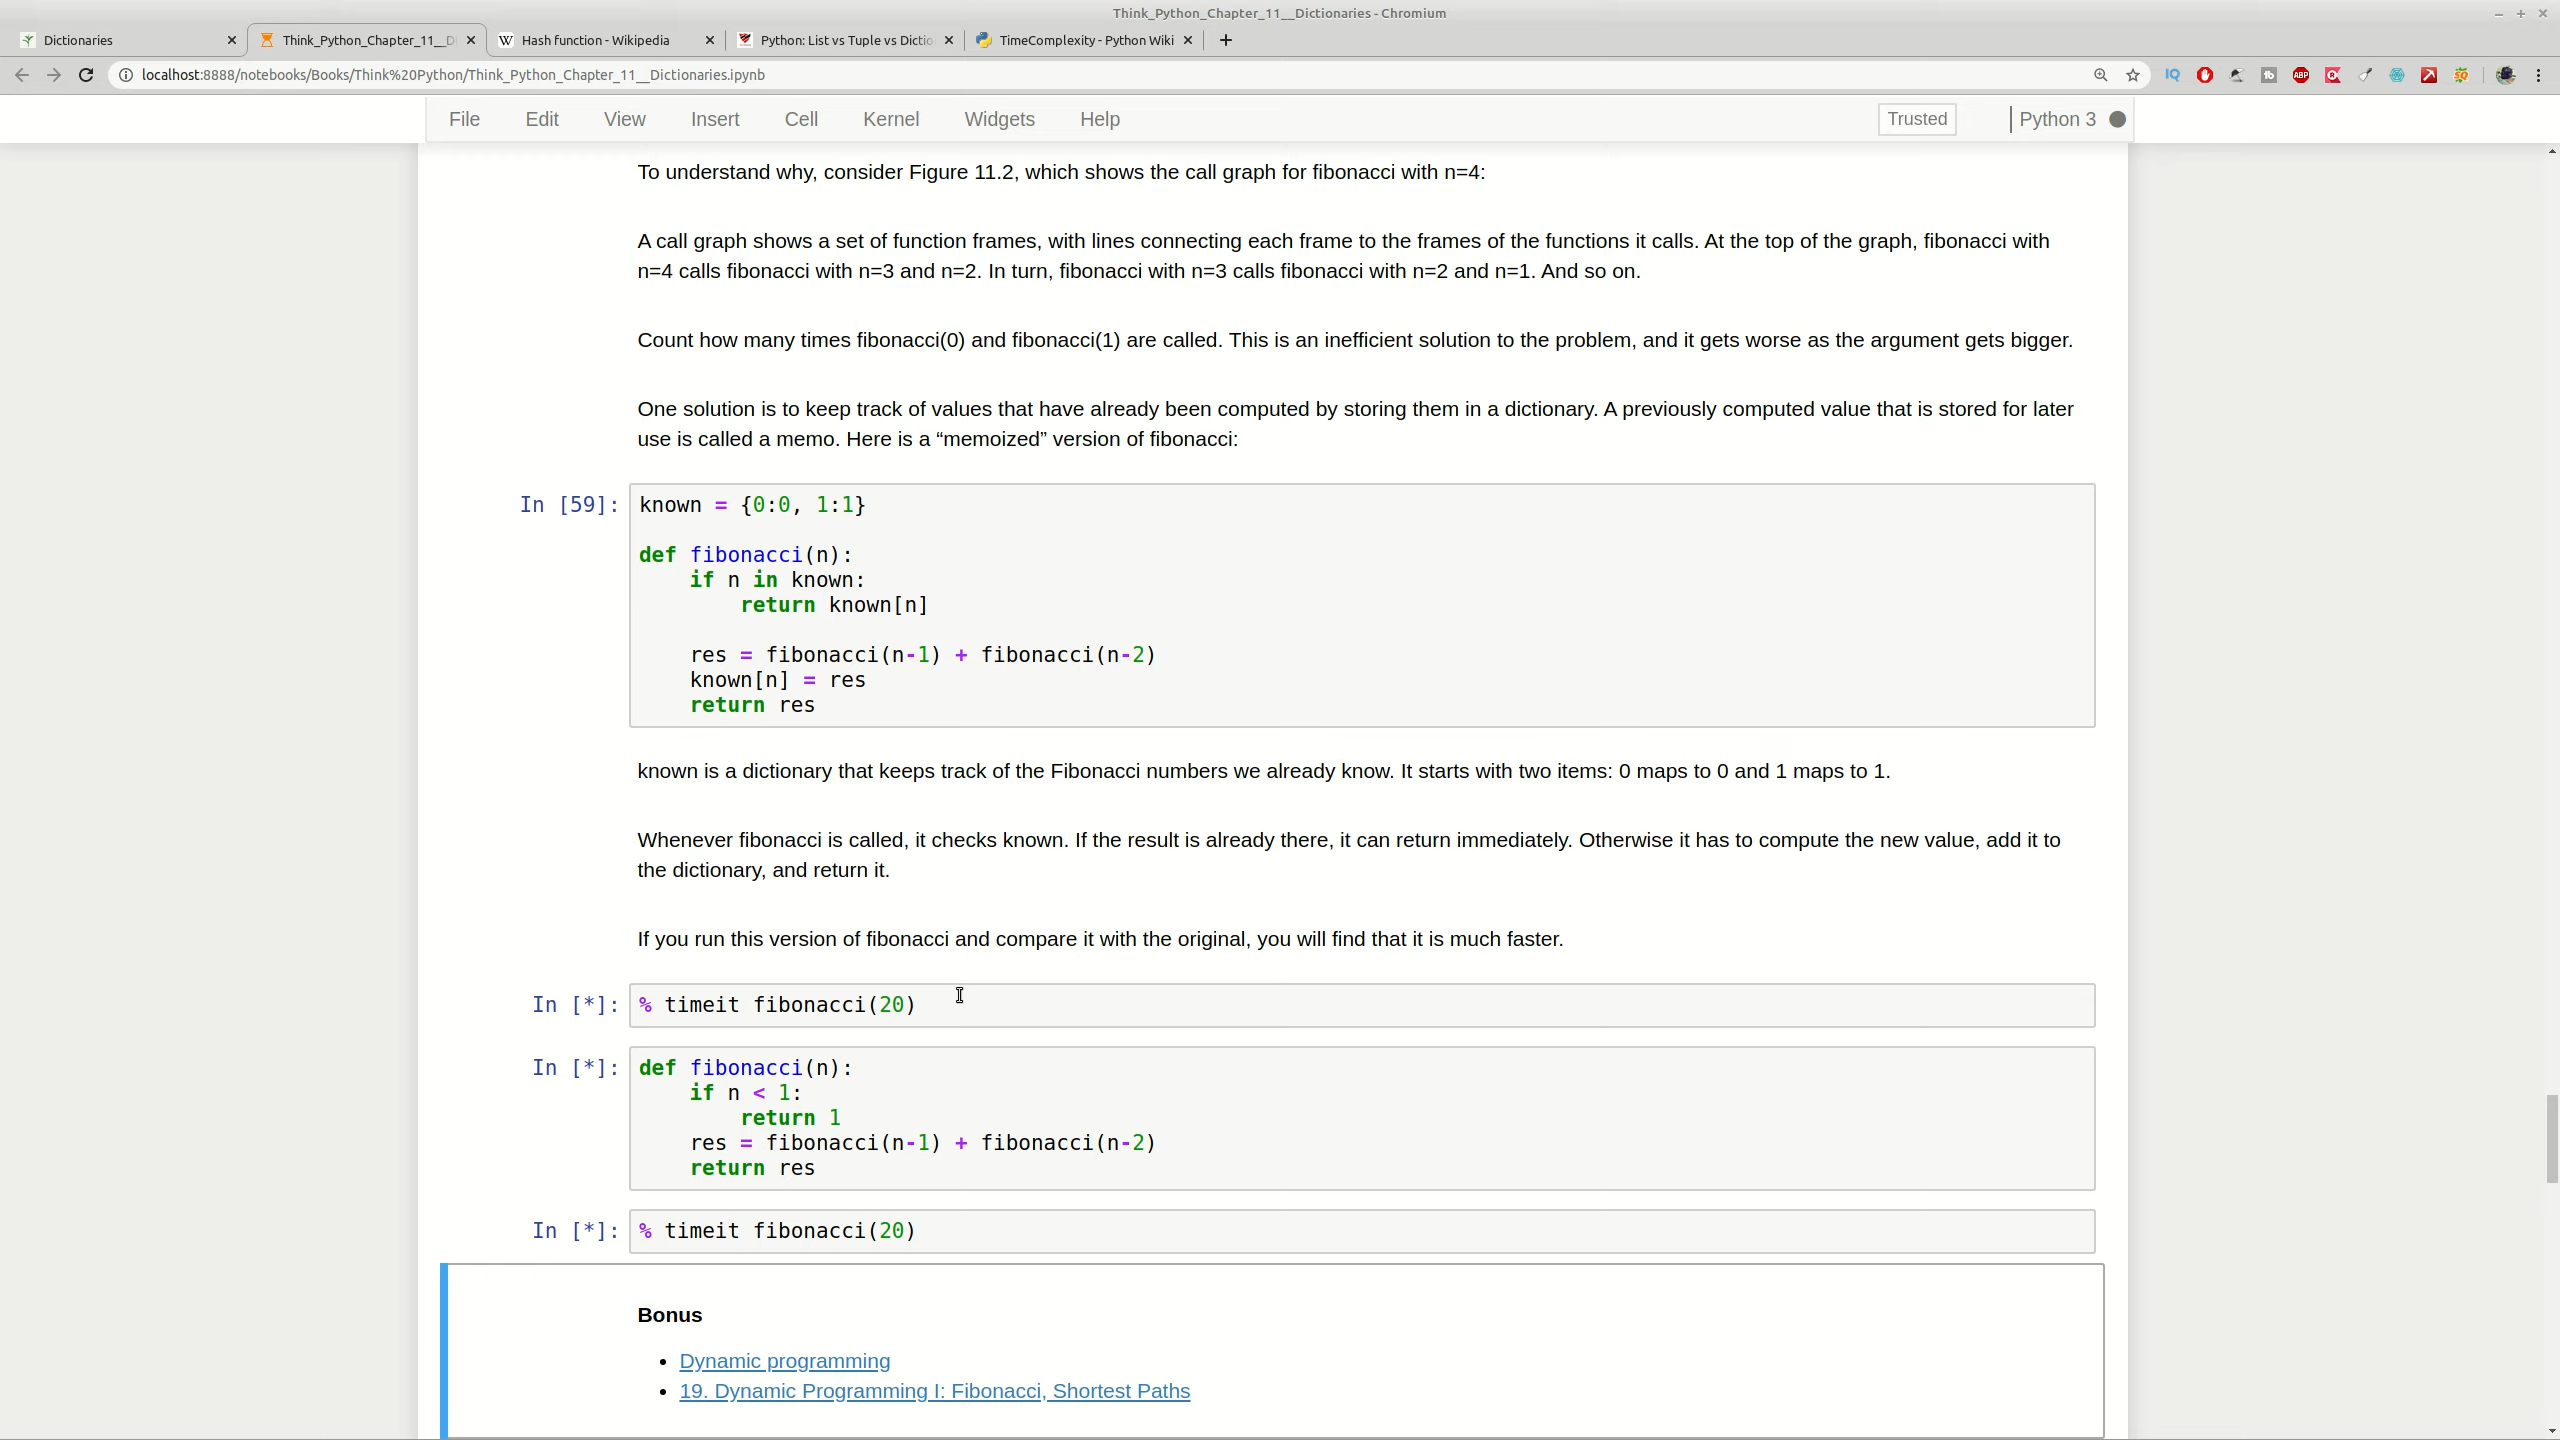 Think_Python_Chapter_11__Dictionaries - Chromium
Dictionaries
Think_Python_Chapter_11__D
Hash function - Wikipedia
Python: List vs Tuple vs Dictio
TimeComplexity - Python Wiki
localhost:8888/notebooks/Books/Think%20Python/Think_Python_Chapter_11__Dictionaries.ipynb
File Edit View Insert Cell Kernel Widgets Help
Trusted
Python 3
To understand why, consider Figure 11.2, which shows the call graph for fibonacci with n=4:
A call graph shows a set of function frames, with lines connecting each frame to the frames of the functions it calls. At the top of the graph, fibonacci with
n=4 calls fibonacci with n=3 and n=2. In turn, fibonacci with n=3 calls fibonacci with n=2 and n=1. And so on.
Count how many times fibonacci(0) and fibonacci(1) are called. This is an inefficient solution to the problem, and it gets worse as the argument gets bigger.
One solution is to keep track of values that have already been computed by storing them in a dictionary. A previously computed value that is stored for later
use is called a memo. Here is a “memoized” version of fibonacci:
In [59]: known = {0:0, 1:1}
def fibonacci(n):
    if n in known:
        return known[n]
    res = fibonacci(n-1) + fibonacci(n-2)
    known[n] = res
    return res
known is a dictionary that keeps track of the Fibonacci numbers we already know. It starts with two items: 0 maps to 0 and 1 maps to 1.
Whenever fibonacci is called, it checks known. If the result is already there, it can return immediately. Otherwise it has to compute the new value, add it to
the dictionary, and return it.
If you run this version of fibonacci and compare it with the original, you will find that it is much faster.
In [*]: % timeit fibonacci(20)
In [*]: def fibonacci(n):
    if n < 1:
        return 1
    res = fibonacci(n-1) + fibonacci(n-2)
    return res
In [*]: % timeit fibonacci(20)
Bonus
• Dynamic programming
• 19. Dynamic Programming I: Fibonacci, Shortest Paths